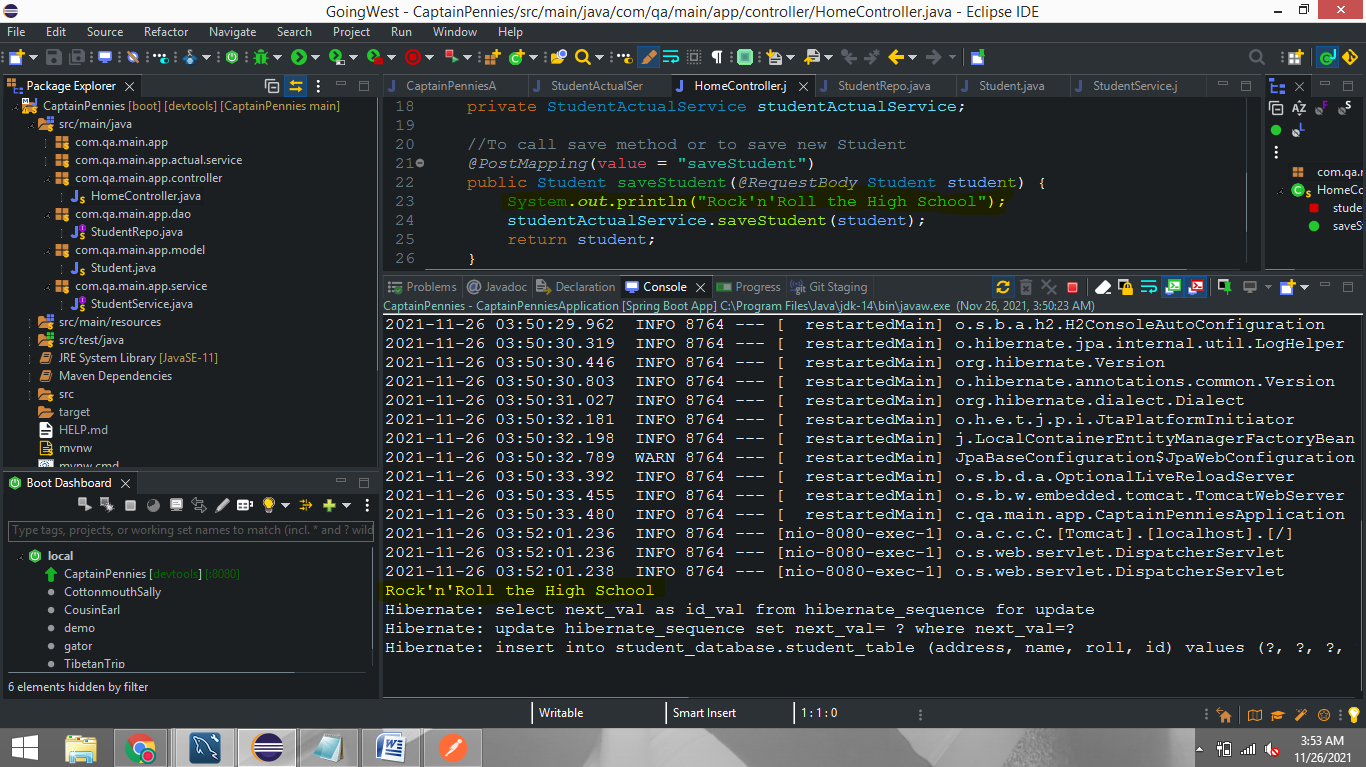 GoingWest - CaptainPennies/src/main/java/com/qa/main/app/controller/HomeController.java - Eclipse IDE
File Edit Source Refactor Navigate Search Project Run Window Help
Package Explorer
CaptainPennies [boot] [devtools] [CaptainPennies main]
src/main/java
com.qa.main.app
com.qa.main.app.actual.service
com.qa.main.app.controller
HomeController.java
com.qa.main.app.dao
StudentRepo.java
com.qa.main.app.model
Student.java
com.qa.main.app.service
StudentService.java
src/main/resources
src/test/java
JRE System Library [JavaSE-11]
Maven Dependencies
src
target
HELP.md
mvnw
mvnw.cmd
Boot Dashboard
Type tags, projects, or working set names to match (incl. * and ? wild
local
CaptainPennies [devtools] [:8080]
CottonmouthSally
CousinEarl
demo
gator
TibetanTrip
6 elements hidden by filter
CaptainPenniesA StudentActualSer HomeController.j StudentRepo.java Student.java StudentService.j
18 private StudentActualService studentActualService;
19
20 //To call save method or to save new Student
21 @PostMapping(value = "saveStudent")
22 public Student saveStudent(@RequestBody Student student) {
23 System.out.println("Rock'n'Roll the High School");
24 studentActualService.saveStudent(student);
25 return student;
26 }
com.qa.r
HomeCo
stude
saveS
Problems Javadoc Declaration Console Progress Git Staging
CaptainPennies - CaptainPenniesApplication [Spring Boot App] C:\Program Files\Java\jdk-14\bin\javaw.exe (Nov 26, 2021, 3:50:23 AM)
2021-11-26 03:50:29.962 INFO 8764 --- [ restartedMain] o.s.b.a.h2.H2ConsoleAutoConfiguration
2021-11-26 03:50:30.319 INFO 8764 --- [ restartedMain] o.hibernate.jpa.internal.util.LogHelper
2021-11-26 03:50:30.446 INFO 8764 --- [ restartedMain] org.hibernate.Version
2021-11-26 03:50:30.803 INFO 8764 --- [ restartedMain] o.hibernate.annotations.common.Version
2021-11-26 03:50:31.027 INFO 8764 --- [ restartedMain] org.hibernate.dialect.Dialect
2021-11-26 03:50:32.181 INFO 8764 --- [ restartedMain] o.h.e.t.j.p.i.JtaPlatformInitiator
2021-11-26 03:50:32.198 INFO 8764 --- [ restartedMain] j.LocalContainerEntityManagerFactoryBean
2021-11-26 03:50:32.789 WARN 8764 --- [ restartedMain] JpaBaseConfiguration$JpaWebConfiguration
2021-11-26 03:50:33.392 INFO 8764 --- [ restartedMain] o.s.b.d.a.OptionalLiveReloadServer
2021-11-26 03:50:33.455 INFO 8764 --- [ restartedMain] o.s.b.w.embedded.tomcat.TomcatWebServer
2021-11-26 03:50:33.480 INFO 8764 --- [ restartedMain] c.qa.main.app.CaptainPenniesApplication
2021-11-26 03:52:01.236 INFO 8764 --- [nio-8080-exec-1] o.a.c.c.C.[Tomcat].[localhost].[/]
2021-11-26 03:52:01.236 INFO 8764 --- [nio-8080-exec-1] o.s.web.servlet.DispatcherServlet
2021-11-26 03:52:01.238 INFO 8764 --- [nio-8080-exec-1] o.s.web.servlet.DispatcherServlet
Rock'n'Roll the High School
Hibernate: select next_val as id_val from hibernate_sequence for update
Hibernate: update hibernate_sequence set next_val= ? where next_val=?
Hibernate: insert into student_database.student_table (address, name, roll, id) values (?, ?, ?,
Writable Smart Insert 1 : 1 : 0
3:53 AM
11/26/2021